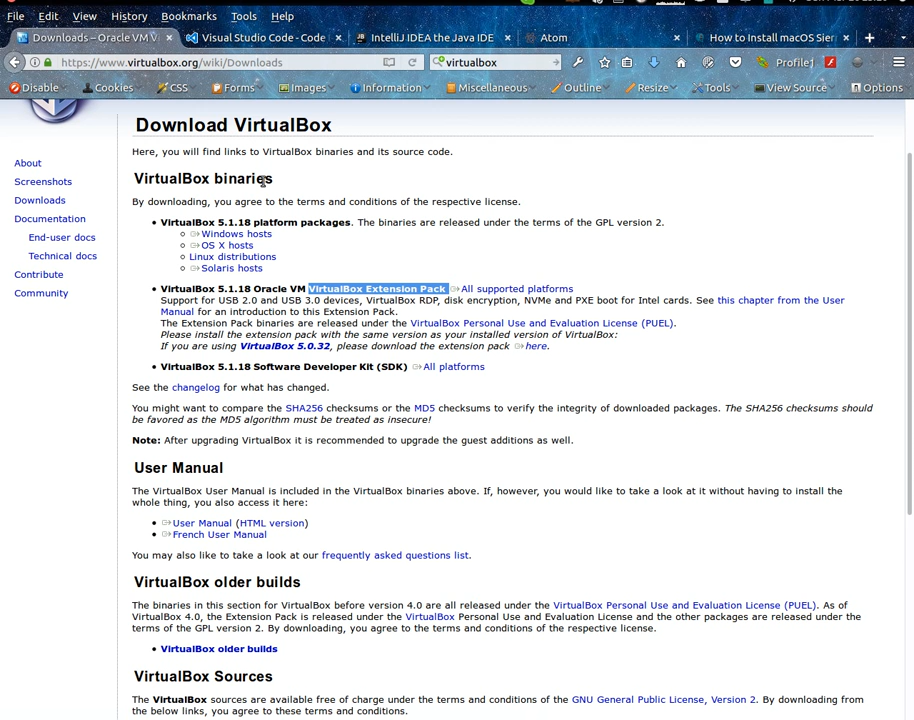 File Edit View History Bookmarks Tools Help
Downloads – Oracle VM V × Visual Studio Code - Code × IntelliJ IDEA the Java IDE × Atom × How to Install macOS Sierr ×
https://www.virtualbox.org/wiki/Downloads virtualbox Profile
Disable Cookies CSS Forms Images Information Miscellaneous Outline Resize Tools View Source Options
Download VirtualBox
Here, you will find links to VirtualBox binaries and its source code.
About
Screenshots
Downloads
Documentation
End-user docs
Technical docs
Contribute
Community
VirtualBox binaries
By downloading, you agree to the terms and conditions of the respective license.
• VirtualBox 5.1.18 platform packages. The binaries are released under the terms of the GPL version 2.
Windows hosts
OS X hosts
Linux distributions
Solaris hosts
• VirtualBox 5.1.18 Oracle VM VirtualBox Extension Pack All supported platforms
Support for USB 2.0 and USB 3.0 devices, VirtualBox RDP, disk encryption, NVMe and PXE boot for Intel cards. See this chapter from the User
Manual for an introduction to this Extension Pack.
The Extension Pack binaries are released under the VirtualBox Personal Use and Evaluation License (PUEL).
Please install the extension pack with the same version as your installed version of VirtualBox:
If you are using VirtualBox 5.0.32, please download the extension pack here.
• VirtualBox 5.1.18 Software Developer Kit (SDK) All platforms
See the changelog for what has changed.
You might want to compare the SHA256 checksums or the MD5 checksums to verify the integrity of downloaded packages. The SHA256 checksums should
be favored as the MD5 algorithm must be treated as insecure!
Note: After upgrading VirtualBox it is recommended to upgrade the guest additions as well.
User Manual
The VirtualBox User Manual is included in the VirtualBox binaries above. If, however, you would like to take a look at it without having to install the
whole thing, you also access it here:
• User Manual (HTML version)
• French User Manual
You may also like to take a look at our frequently asked questions list.
VirtualBox older builds
The binaries in this section for VirtualBox before version 4.0 are all released under the VirtualBox Personal Use and Evaluation License (PUEL). As of
VirtualBox 4.0, the Extension Pack is released under the VirtualBox Personal Use and Evaluation License and the other packages are released under the
terms of the GPL version 2. By downloading, you agree to the terms and conditions of the respective license.
• VirtualBox older builds
VirtualBox Sources
The VirtualBox sources are available free of charge under the terms and conditions of the GNU General Public License, Version 2. By downloading from
the below links, you agree to these terms and conditions.